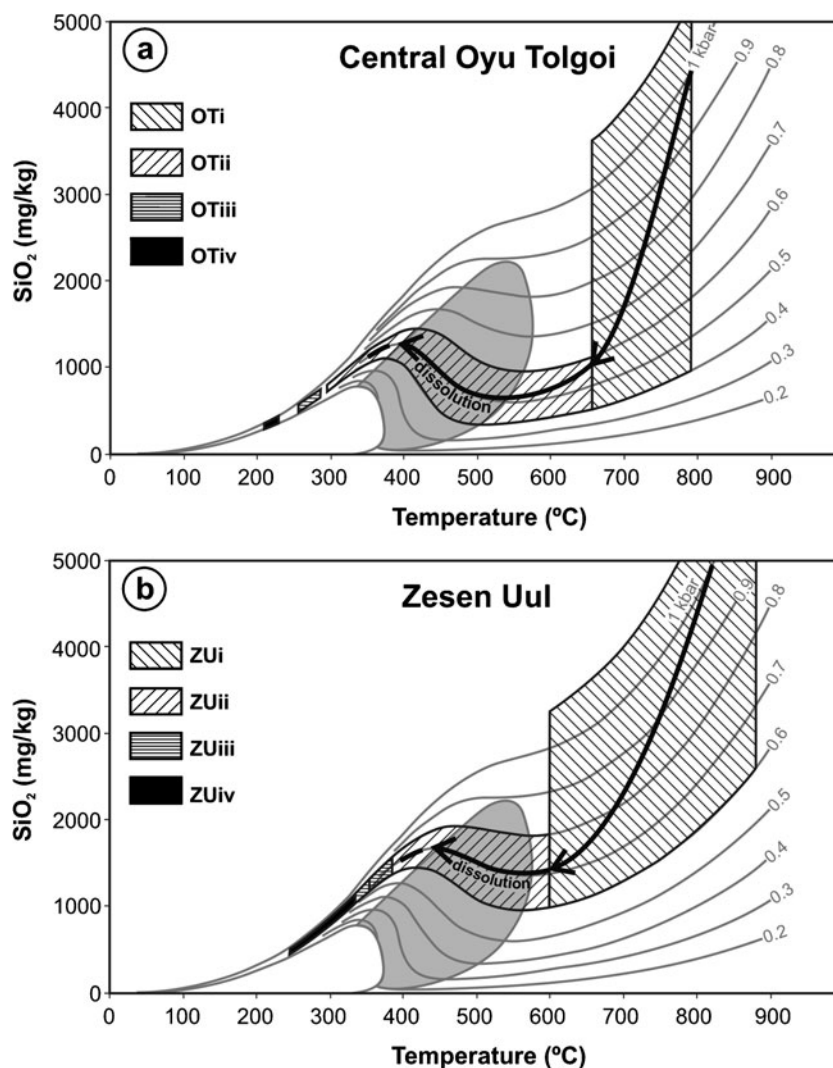 a
Central Oyu Tolgoi
OTi
OTii
OTiii
OTiv
SiO₂ (mg/kg)
5000
4000
3000
2000
1000
0
1 kbar
0.9
0.8
0.7
0.6
0.5
0.4
0.3
0.2
dissolution
0 100 200 300 400 500 600 700 800 900
Temperature (ºC)
b
Zesen Uul
ZUi
ZUii
ZUiii
ZUiv
SiO₂ (mg/kg)
5000
4000
3000
2000
1000
0
1 kbar
0.9
0.8
0.7
0.6
0.5
0.4
0.3
0.2
dissolution
0 100 200 300 400 500 600 700 800 900
Temperature (ºC)